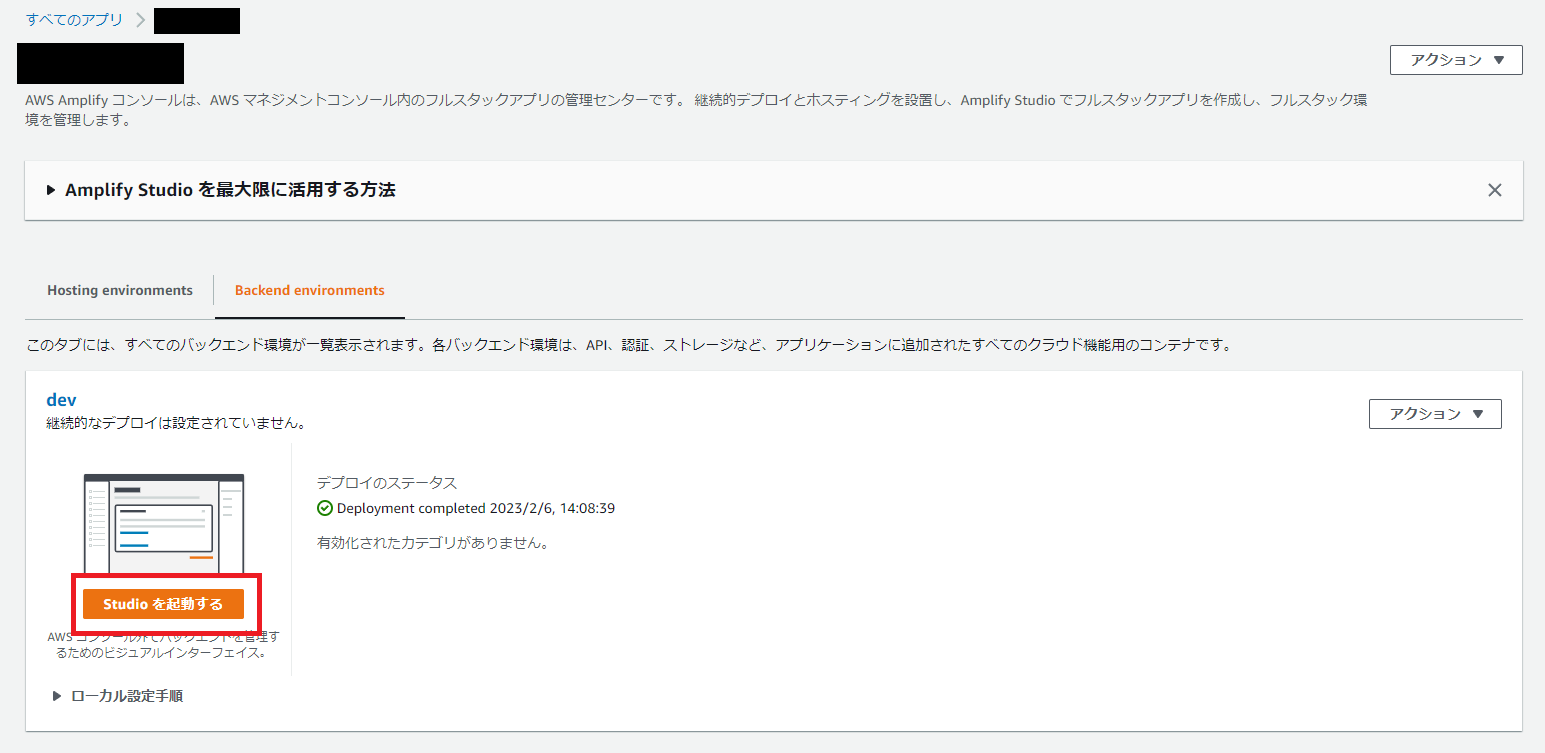 すべてのアプリ
アクション
AWS Amplify コンソールは、AWS マネジメントコンソール内のフルスタックアプリの管理センターです。 継続的デプロイとホスティングを設置し、Amplify Studio でフルスタックアプリを作成し、フルスタック環
境を管理します。
Amplify Studio を最大限に活用する方法
Hosting environments
Backend environments
このタブには、すべてのバックエンド環境が一覧表示されます。各バックエンド環境は、API、認証、ストレージなど、アプリケーションに追加されたすべてのクラウド機能用のコンテナです。
dev
継続的なデプロイは設定されていません。
アクション
デプロイのステータス
Deployment completed 2023/2/6, 14:08:39
有効化されたカテゴリがありません。
Studio を起動する
AWS コンソール外でバックエンドを管理す
るためのビジュアルインターフェイス。
ローカル設定手順